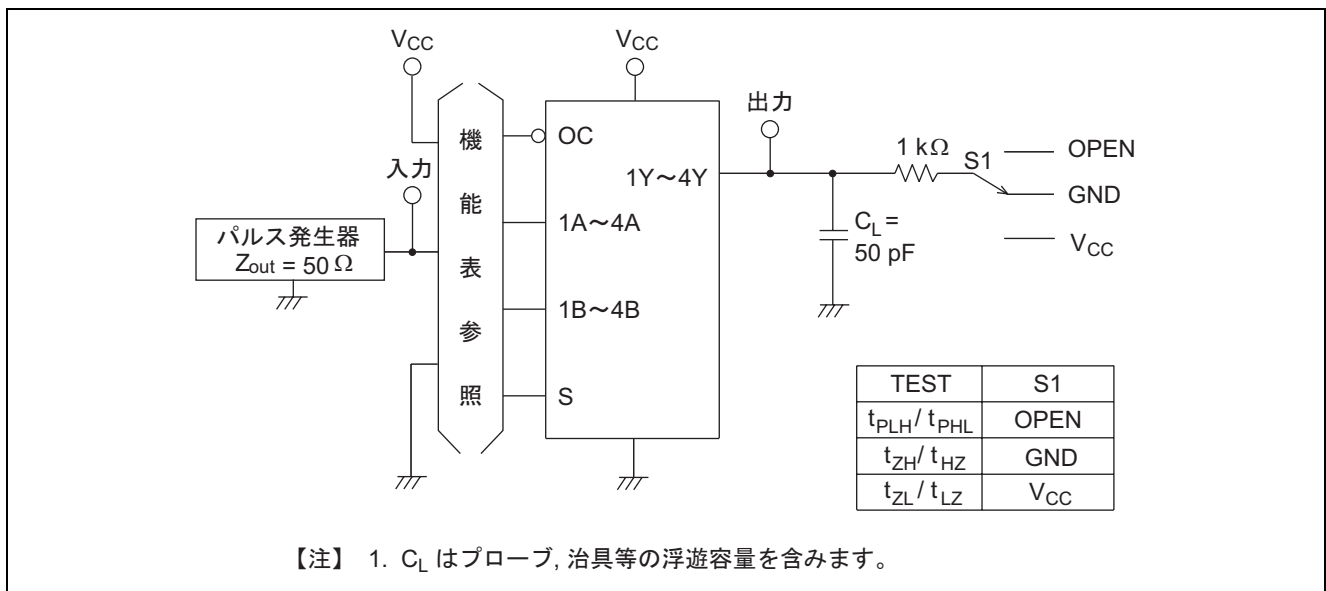 VCC
VCC
入力
パルス発生器
Zout = 50 Ω
機能表参照
OC
1A～4A
1B～4B
S
1Y～4Y
出力
1 kΩ
S1
OPEN
GND
VCC
CL =
50 pF
TEST S1
tPLH / tPHL OPEN
tZH / tHZ GND
tZL / tLZ VCC
【注】 1. CL はプローブ, 治具等の浮遊容量を含みます。